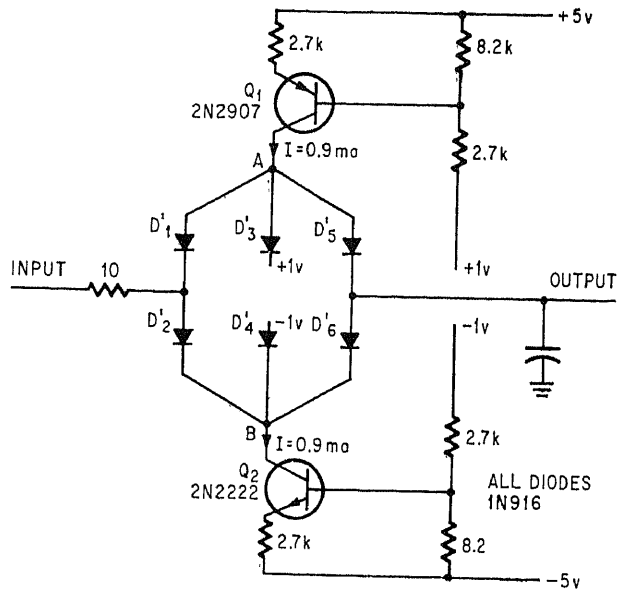 +5v
2.7k
8.2k
Q1
2N2907
2.7k
I=0.9ma
A
D'1
D'3
D'5
+1v
+1v
INPUT
10
OUTPUT
D'2
D'4
-1v
D'6
-1v
B
I=0.9ma
2.7k
Q2
2N2222
ALL DIODES
1N916
2.7k
8.2
-5v